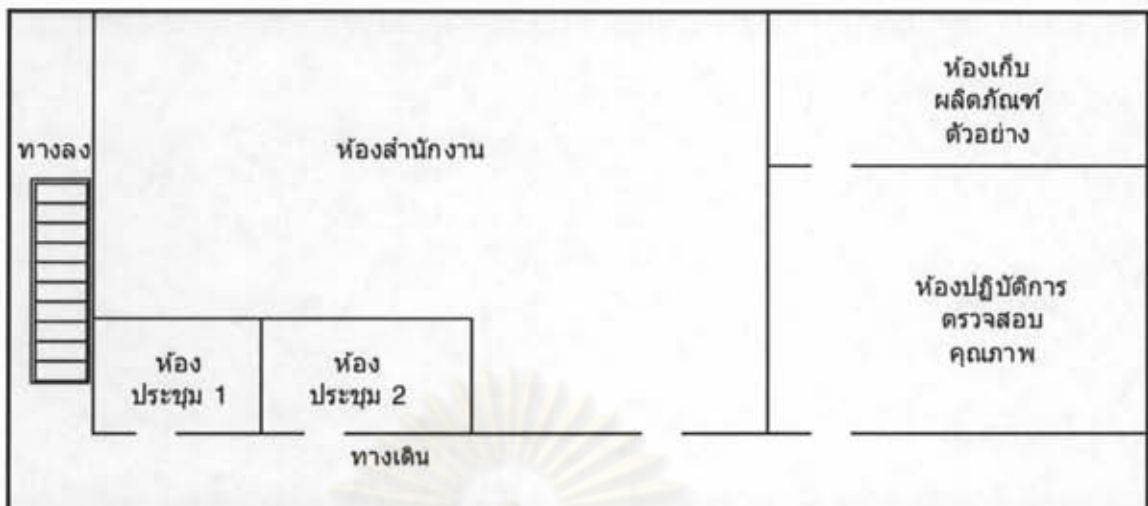 ห้องเก็บ
ผลิตภัณฑ์
ตัวอย่าง
ทางลง
ห้องสำนักงาน
ห้องปฏิบัติการ
ตรวจสอบ
คุณภาพ
ห้อง
ประชุม 1
ห้อง
ประชุม 2
ทางเดิน